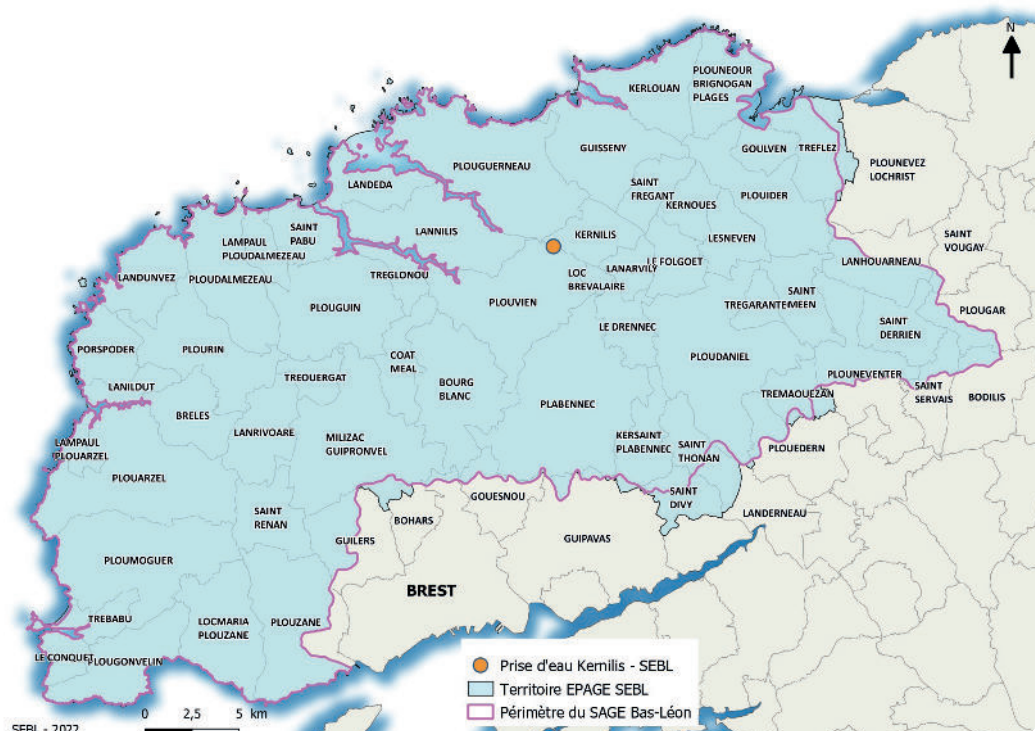 N
PLOUNEOUR
BRIGNOGAN
PLAGES
KERLOUAN
GUISSENY
GOULVEN
TREFLEZ
PLOUGUERNEAU
PLOUNEVEZ
LOCHRIST
LANDEDA
SAINT
FREGANT
PLOUIDER
KERNOUES
SAINT
PABU
LANNILIS
KERNILIS
LESNEVEN
SAINT
VOUGAY
LAMPAUL
PLOUDALMEZEAU
LANDUNVEZ
PLOUDALMEZEAU
TREGLONOU
LOC
BREVALAIRE
LANARVILY
LE FOLGOET
LANHOUARNEAU
PLOUGUIN
PLOUVIEN
TREGARANTE
SAINT
MEEN
PLOUGAR
LE DRENNEC
SAINT
DERRIEN
PORSPODER
PLOURIN
COAT
MEAL
PLOUDANIEL
TREOUERGAT
LANILDUT
BOURG
BLANC
PLOUNEVENTER
BRELES
PLABENNEC
TREMAOUEZAN
SAINT
SERVAIS
BODILIS
LANRIVOARE
MILIZAC
GUIPRONVEL
KERSAINT
PLABENNEC
SAINT
THONAN
LAMPAUL
PLOUARZEL
PLOUEDERN
PLOUARZEL
SAINT
RENAN
GOUESNOU
SAINT
DIVY
BOHARS
LANDERNEAU
GUILERS
GUIPAVAS
PLOUMOGUER
BREST
TREBABU
LOCMARIA
PLOUZANE
PLOUZANE
LE CONQUET
PLOUGONVELIN
Prise d'eau Kernilis - SEBL
Territoire EPAGE SEBL
Périmètre du SAGE Bas-Léon
0 2,5 5 km
SEBL - 2022